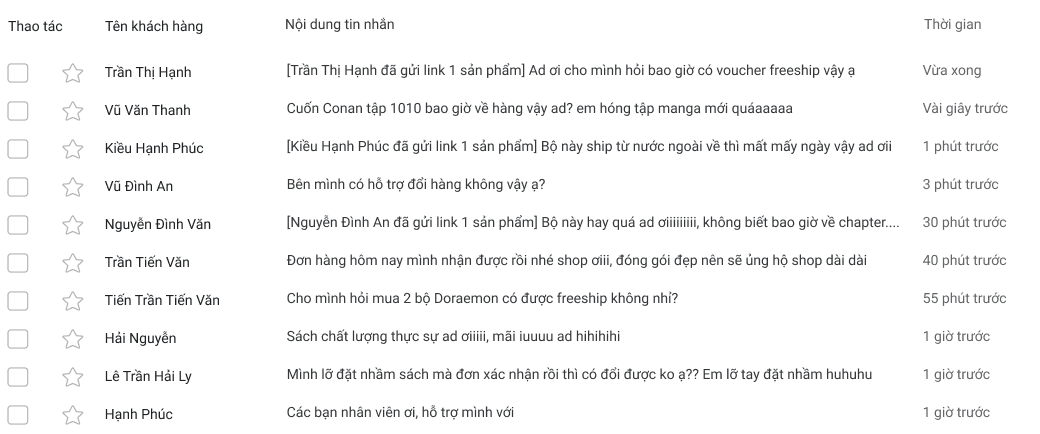 Thao tác Tên khách hàng Nội dung tin nhắn Thời gian
Trần Thị Hạnh [Trần Thị Hạnh đã gửi link 1 sản phẩm] Ad ơi cho mình hỏi bao giờ có voucher freeship vậy ạ Vừa xong
Vũ Văn Thanh Cuốn Conan tập 1010 bao giờ về hàng vậy ad? em hóng tập manga mới quáaaaaa Vài giây trước
Kiều Hạnh Phúc [Kiều Hạnh Phúc đã gửi link 1 sản phẩm] Bộ này ship từ nước ngoài về thì mất mấy ngày vậy ad ơii 1 phút trước
Vũ Đình An Bên mình có hỗ trợ đổi hàng không vậy ạ? 3 phút trước
Nguyễn Đình Văn [Nguyễn Đình An đã gửi link 1 sản phẩm] Bộ này hay quá ad ơiiiiiiiii, không biết bao giờ về chapter.... 30 phút trước
Trần Tiến Văn Đơn hàng hôm nay mình nhận được rồi nhé shop ơiii, đóng gói đẹp nên sẽ ủng hộ shop dài dài 40 phút trước
Tiến Trần Tiến Văn Cho mình hỏi mua 2 bộ Doraemon có được freeship không nhỉ? 55 phút trước
Hải Nguyễn Sách chất lượng thực sự ad ơiiiii, mãi iuuuu ad hihihihi 1 giờ trước
Lê Trần Hải Ly Mình lỡ đặt nhầm sách mà đơn xác nhận rồi thì có đổi được ko ạ?? Em lỡ tay đặt nhầm huhuhu 1 giờ trước
Hạnh Phúc Các bạn nhân viên ơi, hỗ trợ mình với 1 giờ trước